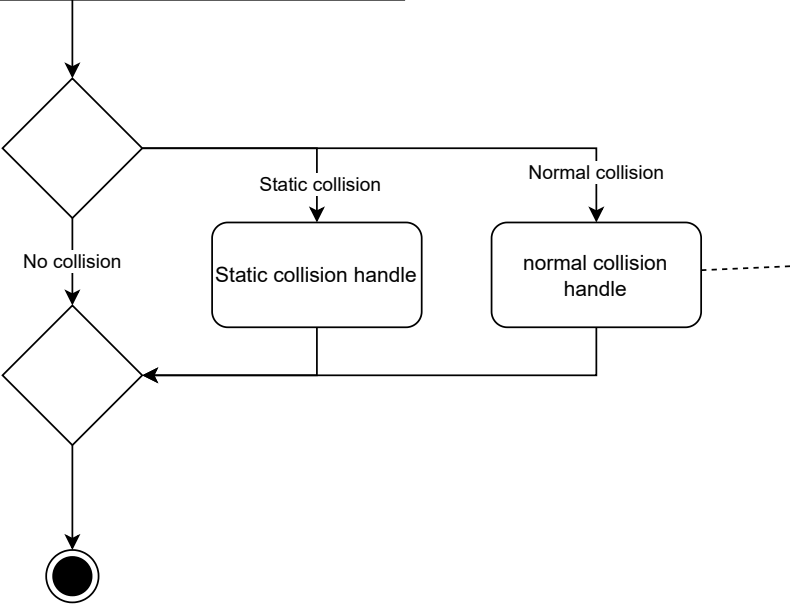 Normal collision
Static collision
No collision
Static collision handle
normal collision
handle